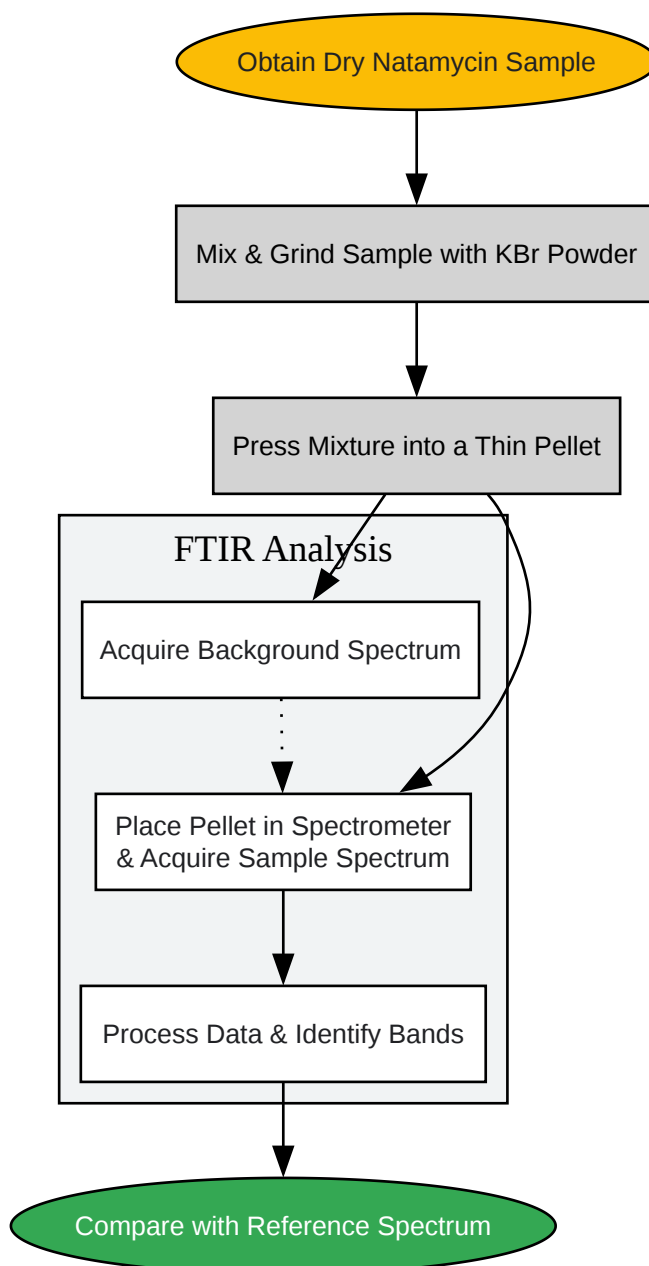 Obtain Dry Natamycin Sample
Mix & Grind Sample with KBr Powder
Press Mixture into a Thin Pellet
FTIR Analysis
Acquire Background Spectrum
Place Pellet in Spectrometer
& Acquire Sample Spectrum
Process Data & Identify Bands
Compare with Reference Spectrum